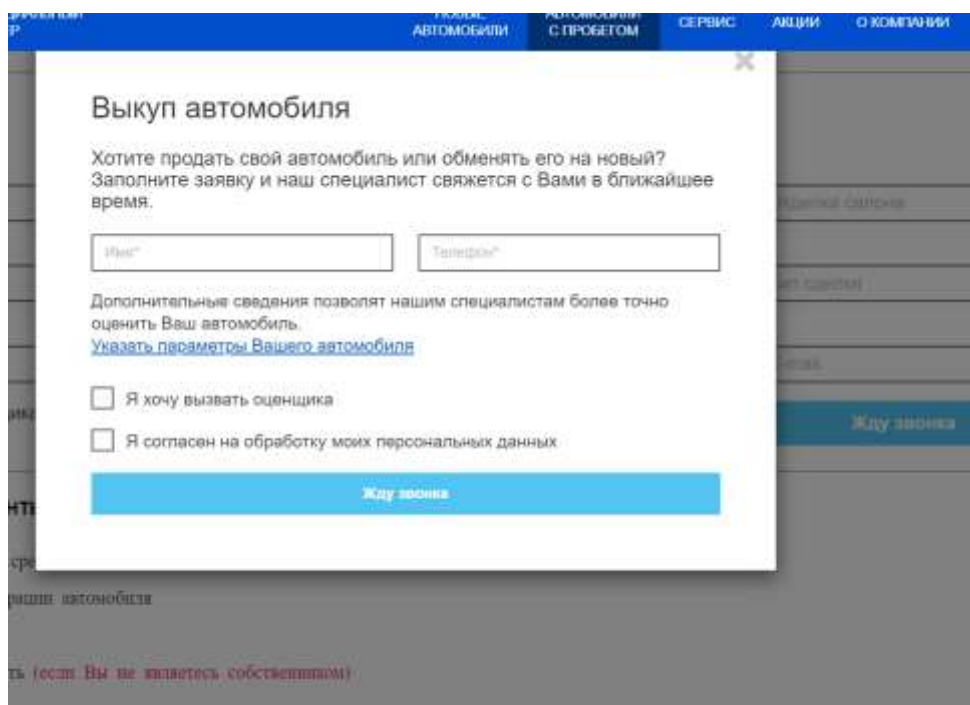 АВТОМОБИЛИ
С ПРОБЕГОМ
СЕРВИС
АКЦИИ
О КОМПАНИИ
Выкуп автомобиля
Хотите продать свой автомобиль или обменять его на новый?
Заполните заявку и наш специалист свяжется с Вами в ближайшее
время.
Имя*
Телефон*
Дополнительные сведения позволят нашим специалистам более точно
оценить Ваш автомобиль.
Указать параметры Вашего автомобиля
Я хочу вызвать оценщика
Я согласен на обработку моих персональных данных
Жду звонка
Жду звонка
автомобиля
(если Вы не являетесь собственником)